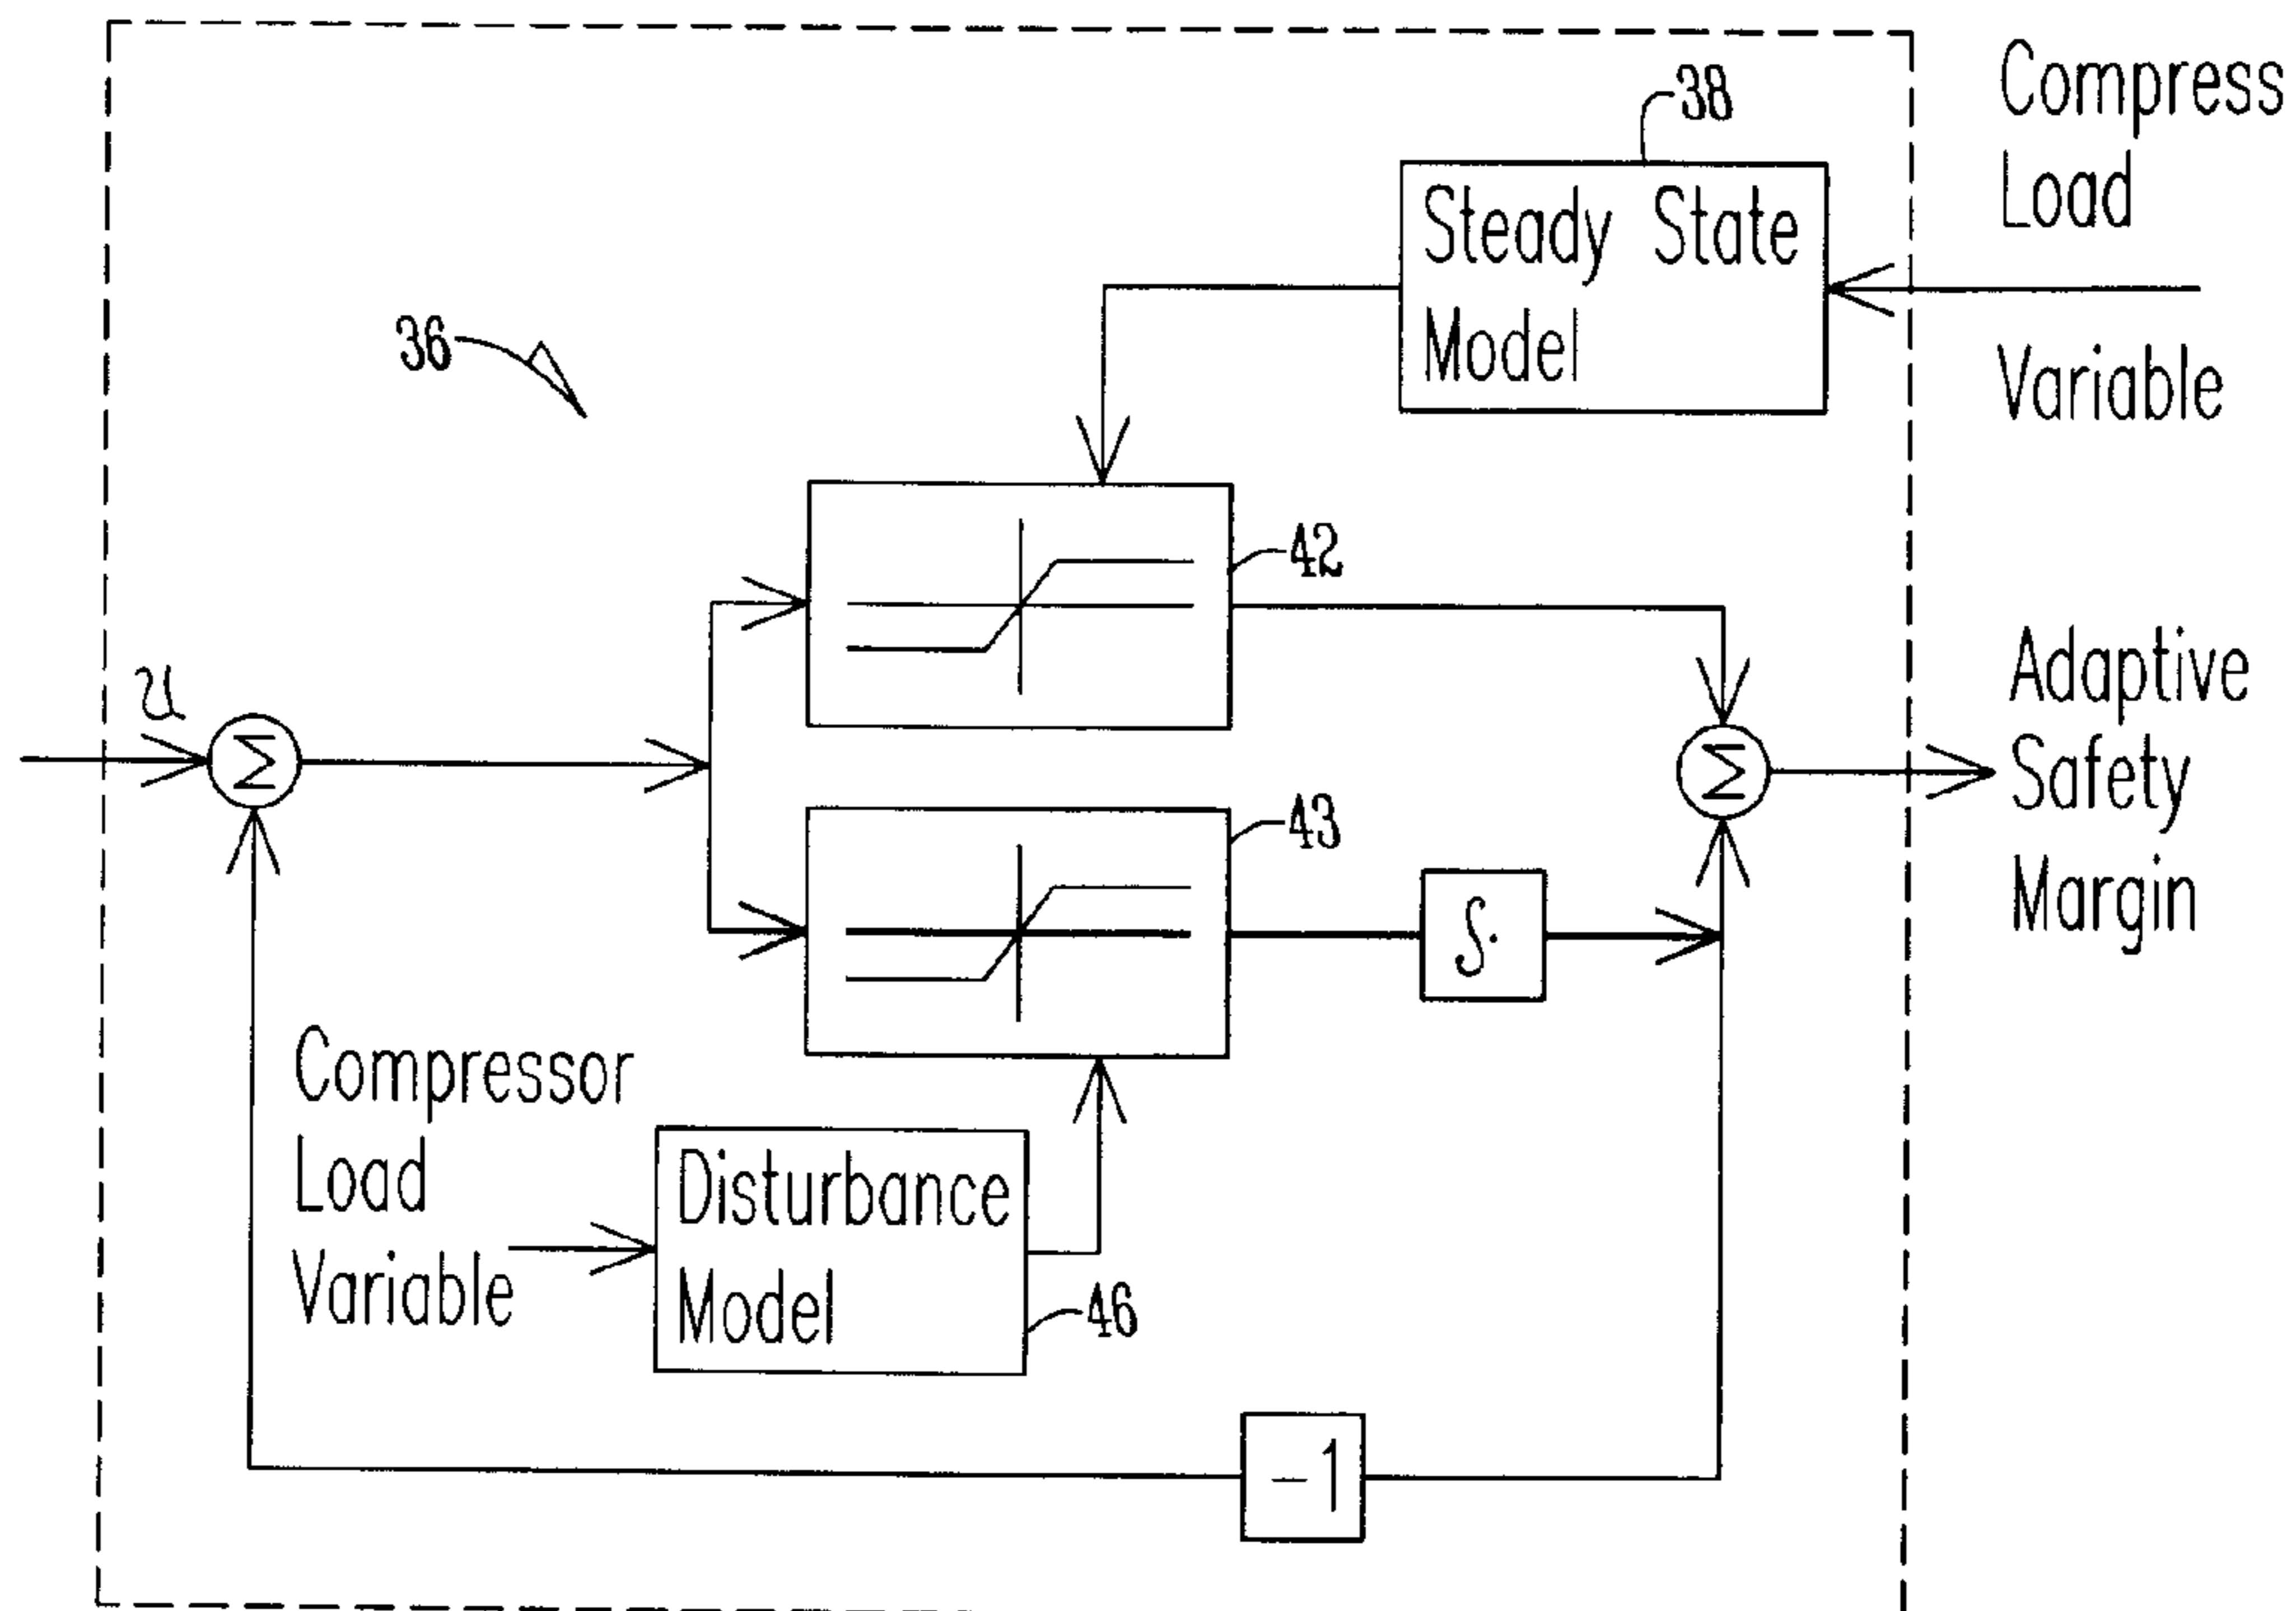 38
Compress
Load
Variable
Steady State
Model
36
42
u
Σ
Σ
Adaptive
Safety
Margin
43
∫·
Compressor
Load
Variable
Disturbance
Model
46
-1